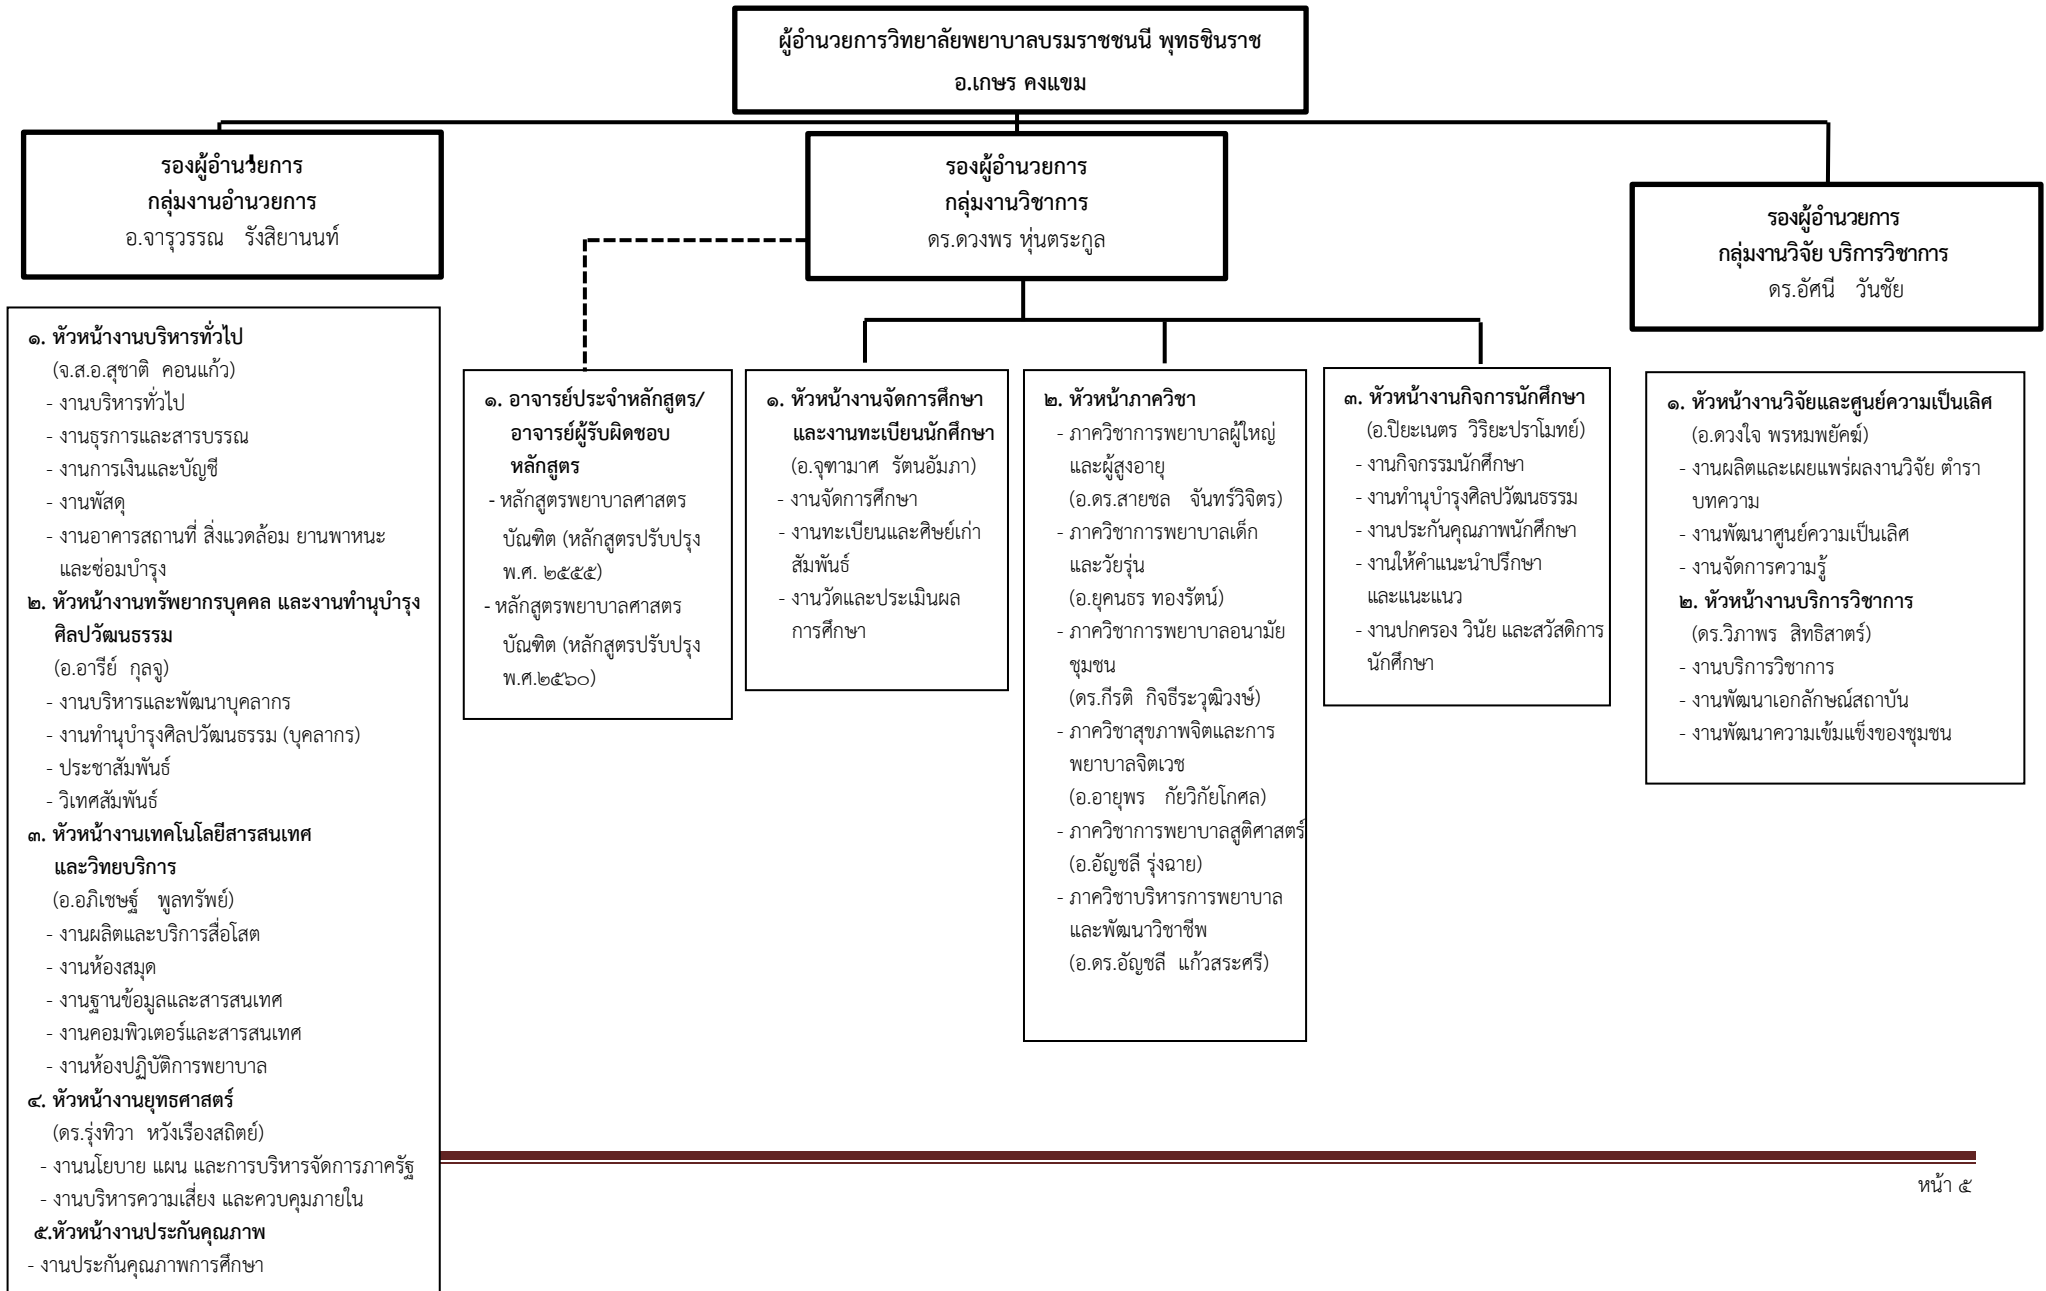 ผู้อำนวยการวิทยาลัยพยาบาลบรมราชชนนี พุทธชินราช
อ.เกษร คงแขม
รองผู้อำนวยการ
กลุ่มงานอำนวยการ
อ.จารุวรรณ รังสิยานนท์
รองผู้อำนวยการ
กลุ่มงานวิชาการ
ดร.ดวงพร หุ่นตระกูล
รองผู้อำนวยการ
กลุ่มงานวิจัย บริการวิชาการ
ดร.อัศนี วันชัย
๑. หัวหน้างานบริหารทั่วไป
(จ.ส.อ.สุชาติ คอนแก้ว)
- งานบริหารทั่วไป
- งานธุรการและสารบรรณ
- งานการเงินและบัญชี
- งานพัสดุ
- งานอาคารสถานที่ สิ่งแวดล้อม ยานพาหนะ
และซ่อมบำรุง
๒. หัวหน้างานทรัพยากรบุคคล และงานทำนุบำรุง
ศิลปวัฒนธรรม
(อ.อารีย์ กุลจู)
- งานบริหารและพัฒนาบุคลากร
- งานทำนุบำรุงศิลปวัฒนธรรม (บุคลากร)
- ประชาสัมพันธ์
- วิเทศสัมพันธ์
๓. หัวหน้างานเทคโนโลยีสารสนเทศ
และวิทยบริการ
(อ.อภิเชษฐ์ พูลทรัพย์)
- งานผลิตและบริการสื่อโสต
- งานห้องสมุด
- งานฐานข้อมูลและสารสนเทศ
- งานคอมพิวเตอร์และสารสนเทศ
- งานห้องปฏิบัติการพยาบาล
๔. หัวหน้างานยุทธศาสตร์
(ดร.รุ่งทิวา หวังเรืองสถิตย์)
- งานนโยบาย แผน และการบริหารจัดการภาครัฐ
- งานบริหารความเสี่ยง และควบคุมภายใน
๕.หัวหน้างานประกันคุณภาพ
- งานประกันคุณภาพการศึกษา
๑. อาจารย์ประจำหลักสูตร/
อาจารย์ผู้รับผิดชอบ
หลักสูตร
- หลักสูตรพยาบาลศาสตร
บัณฑิต (หลักสูตรปรับปรุง
พ.ศ. ๒๕๕๕)
- หลักสูตรพยาบาลศาสตร
บัณฑิต (หลักสูตรปรับปรุง
พ.ศ.๒๕๖๐)
๑. หัวหน้างานจัดการศึกษา
และงานทะเบียนนักศึกษา
(อ.จุฑามาศ รัตนอัมภา)
- งานจัดการศึกษา
- งานทะเบียนและศิษย์เก่า
สัมพันธ์
- งานวัดและประเมินผล
การศึกษา
๒. หัวหน้าภาควิชา
- ภาควิชาการพยาบาลผู้ใหญ่
และผู้สูงอายุ
(อ.ดร.สายชล จันทร์วิจิตร)
- ภาควิชาการพยาบาลเด็ก
และวัยรุ่น
(อ.ยุคนธร ทองรัตน์)
- ภาควิชาการพยาบาลอนามัย
ชุมชน
(ดร.กีรติ กิจธีระวุฒิวงษ์)
- ภาควิชาสุขภาพจิตและการ
พยาบาลจิตเวช
(อ.อายุพร กัยวิกัยโกศล)
- ภาควิชาการพยาบาลสูติศาสตร์
(อ.อัญชลี รุ่งฉาย)
- ภาควิชาบริหารการพยาบาล
และพัฒนาวิชาชีพ
(อ.ดร.อัญชลี แก้วสระศรี)
๓. หัวหน้างานกิจการนักศึกษา
(อ.ปิยะเนตร วิริยะปราโมทย์)
- งานกิจกรรมนักศึกษา
- งานทำนุบำรุงศิลปวัฒนธรรม
- งานประกันคุณภาพนักศึกษา
- งานให้คำแนะนำปรึกษา
และแนะแนว
- งานปกครอง วินัย และสวัสดิการ
นักศึกษา
๑. หัวหน้างานวิจัยและศูนย์ความเป็นเลิศ
(อ.ดวงใจ พรหมพยัคฆ์)
- งานผลิตและเผยแพร่ผลงานวิจัย ตำรา
บทความ
- งานพัฒนาศูนย์ความเป็นเลิศ
- งานจัดการความรู้
๒. หัวหน้างานบริการวิชาการ
(ดร.วิภาพร สิทธิสาตร์)
- งานบริการวิชาการ
- งานพัฒนาเอกลักษณ์สถาบัน
- งานพัฒนาความเข้มแข็งของชุมชน
หน้า ๕